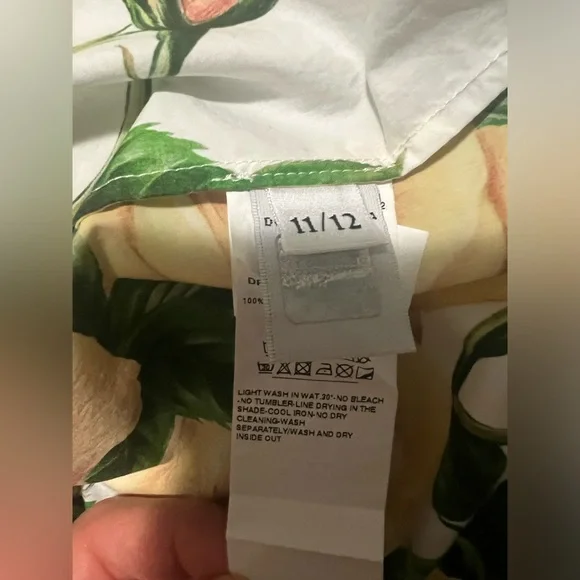 11/12
100%
LIGHT WASH IN WAT.30°-NO BLEACH
-NO TUMBLER-LINE DRYING IN THE
SHADE-COOL IRON-NO DRY
CLEANING-WASH
SEPARATELY/WASH AND DRY
INSIDE OUT